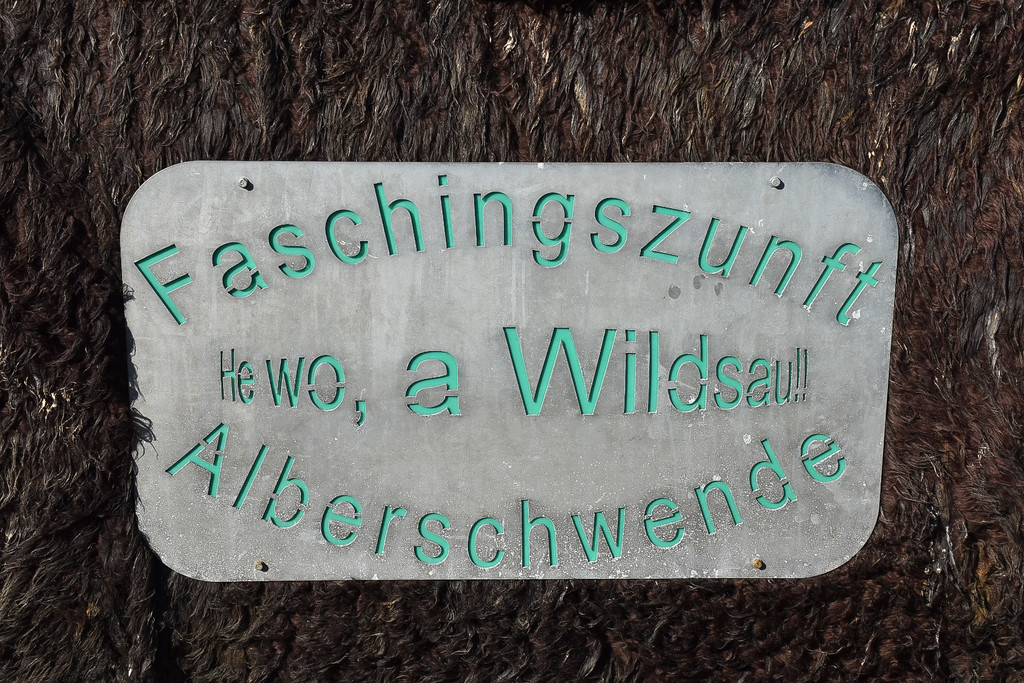 Faschingszunft
He wo, a Wildsau!!
Alberschwende